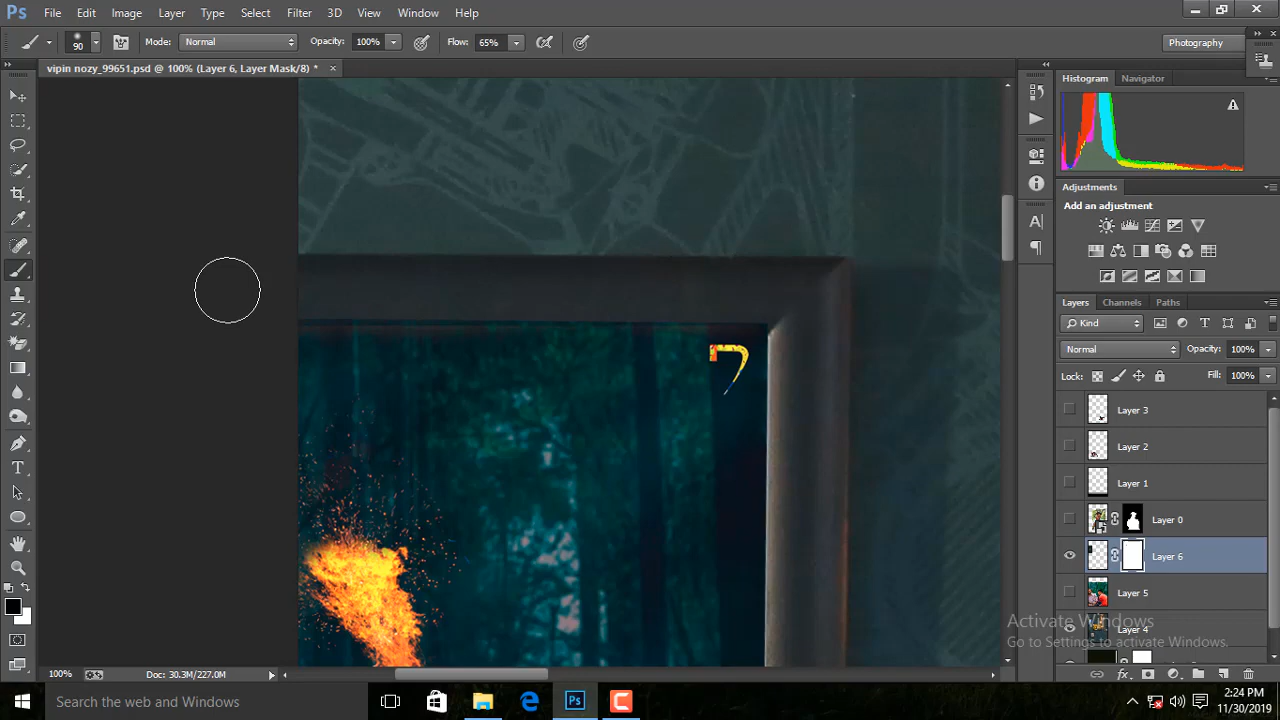 Ps File Edit Image Layer Type Select Filter 3D View Window Help
90 Mode: Normal Opacity: 100% Flow: 65% Photography
vipin nozy_99651.psd @ 100% (Layer 6, Layer Mask/8) * ×
Histogram Navigator
Adjustments
Add an adjustment
Layers Channels Paths
Kind
Normal Opacity: 100%
Lock: Fill: 100%
Layer 3
Layer 2
Layer 1
Layer 0
Layer 6
Layer 5
Layer 4
Activate Windows
Go to Settings to activate Windows.
100% Doc: 30.3M/227.0M
Search the web and Windows
2:24 PM
11/30/2019